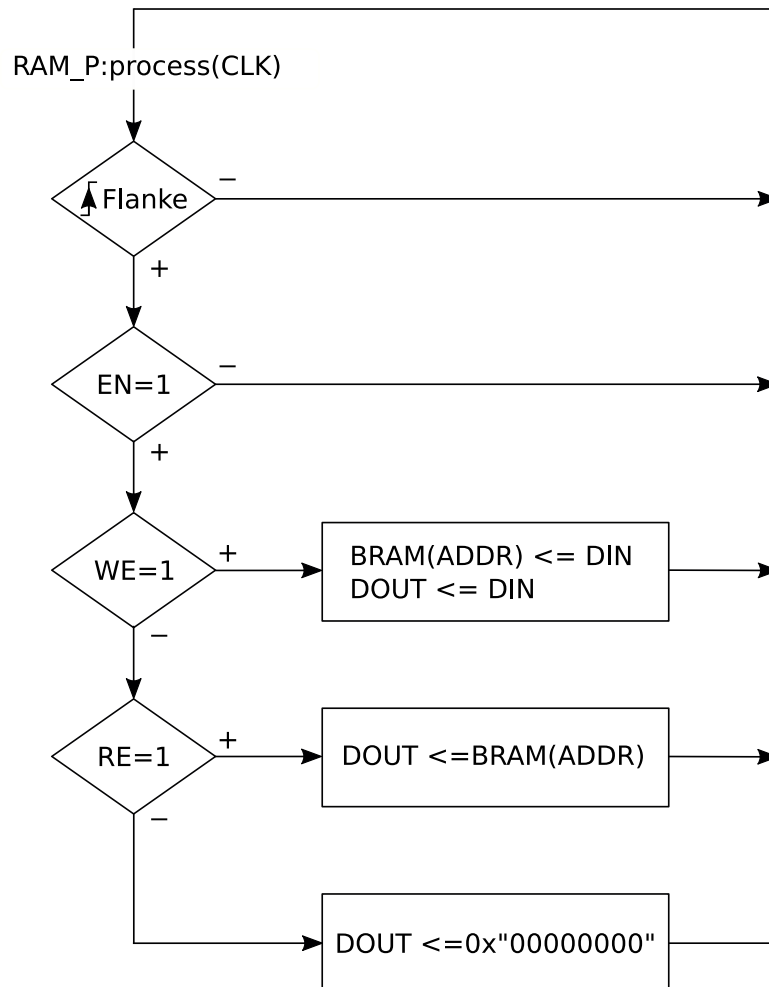 RAM_P:process(CLK)
Flanke
−
+
EN=1
−
+
WE=1
+
BRAM(ADDR) <= DIN
DOUT <= DIN
−
RE=1
+
DOUT <=BRAM(ADDR)
−
DOUT <=0x"00000000"